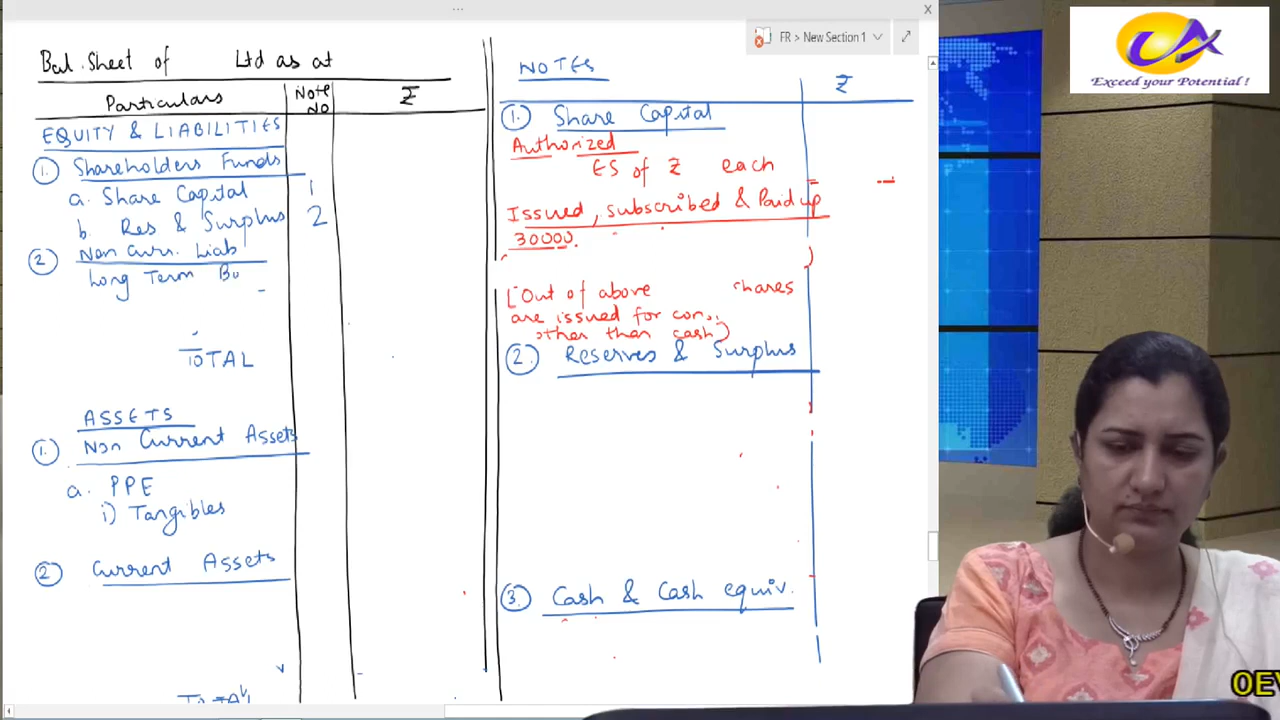 FR > New Section 1
UX
Exceed your Potential !
Bal. Sheet of Ltd as at
Particulars
Note No
₹
EQUITY & LIABILITIES
1. Shareholders Funds
a. Share Capital 1
b. Res & Surplus 2
2 Non Curr. Liab
Long Term Bo
TOTAL
ASSETS
1. Non Current Assets
a. PPE
i) Tangibles
2 Current Assets
TOTAL
NOTES
₹
1. Share Capital
Authorized
ES of ₹ each
Issued, subscribed & Paid up
30000.
(Out of above shares
are issued for con..
other than cash)
2. Reserves & Surplus
3. Cash & Cash equiv.